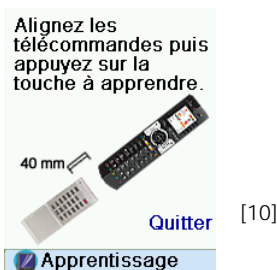 Alignez les
télécommandes puis
appuyez sur la
touche à apprendre.
40 mm
Quitter
[10]
Apprentissage